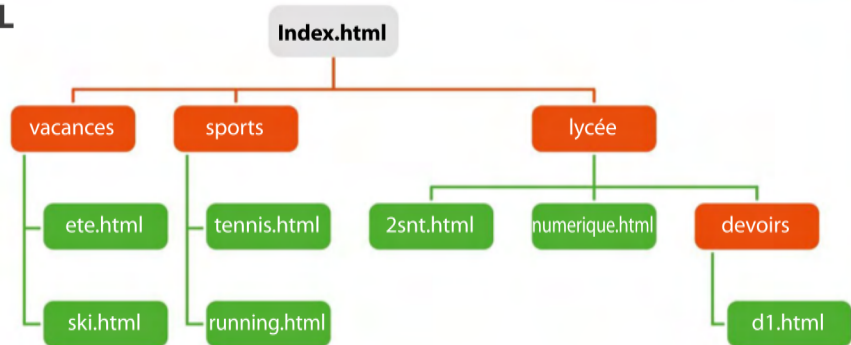 L
Index.html
vacances sports lycée
ete.html tennis.html 2snt.html numerique.html devoirs
ski.html running.html d1.html